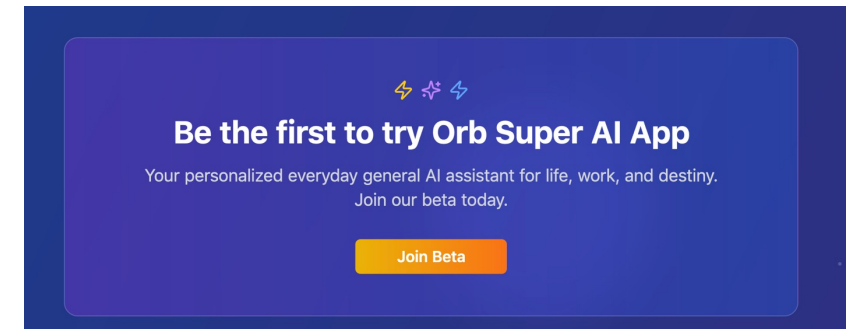 Be the first to try Orb Super AI App
Your personalized everyday general AI assistant for life, work, and destiny.
Join our beta today.
Join Beta